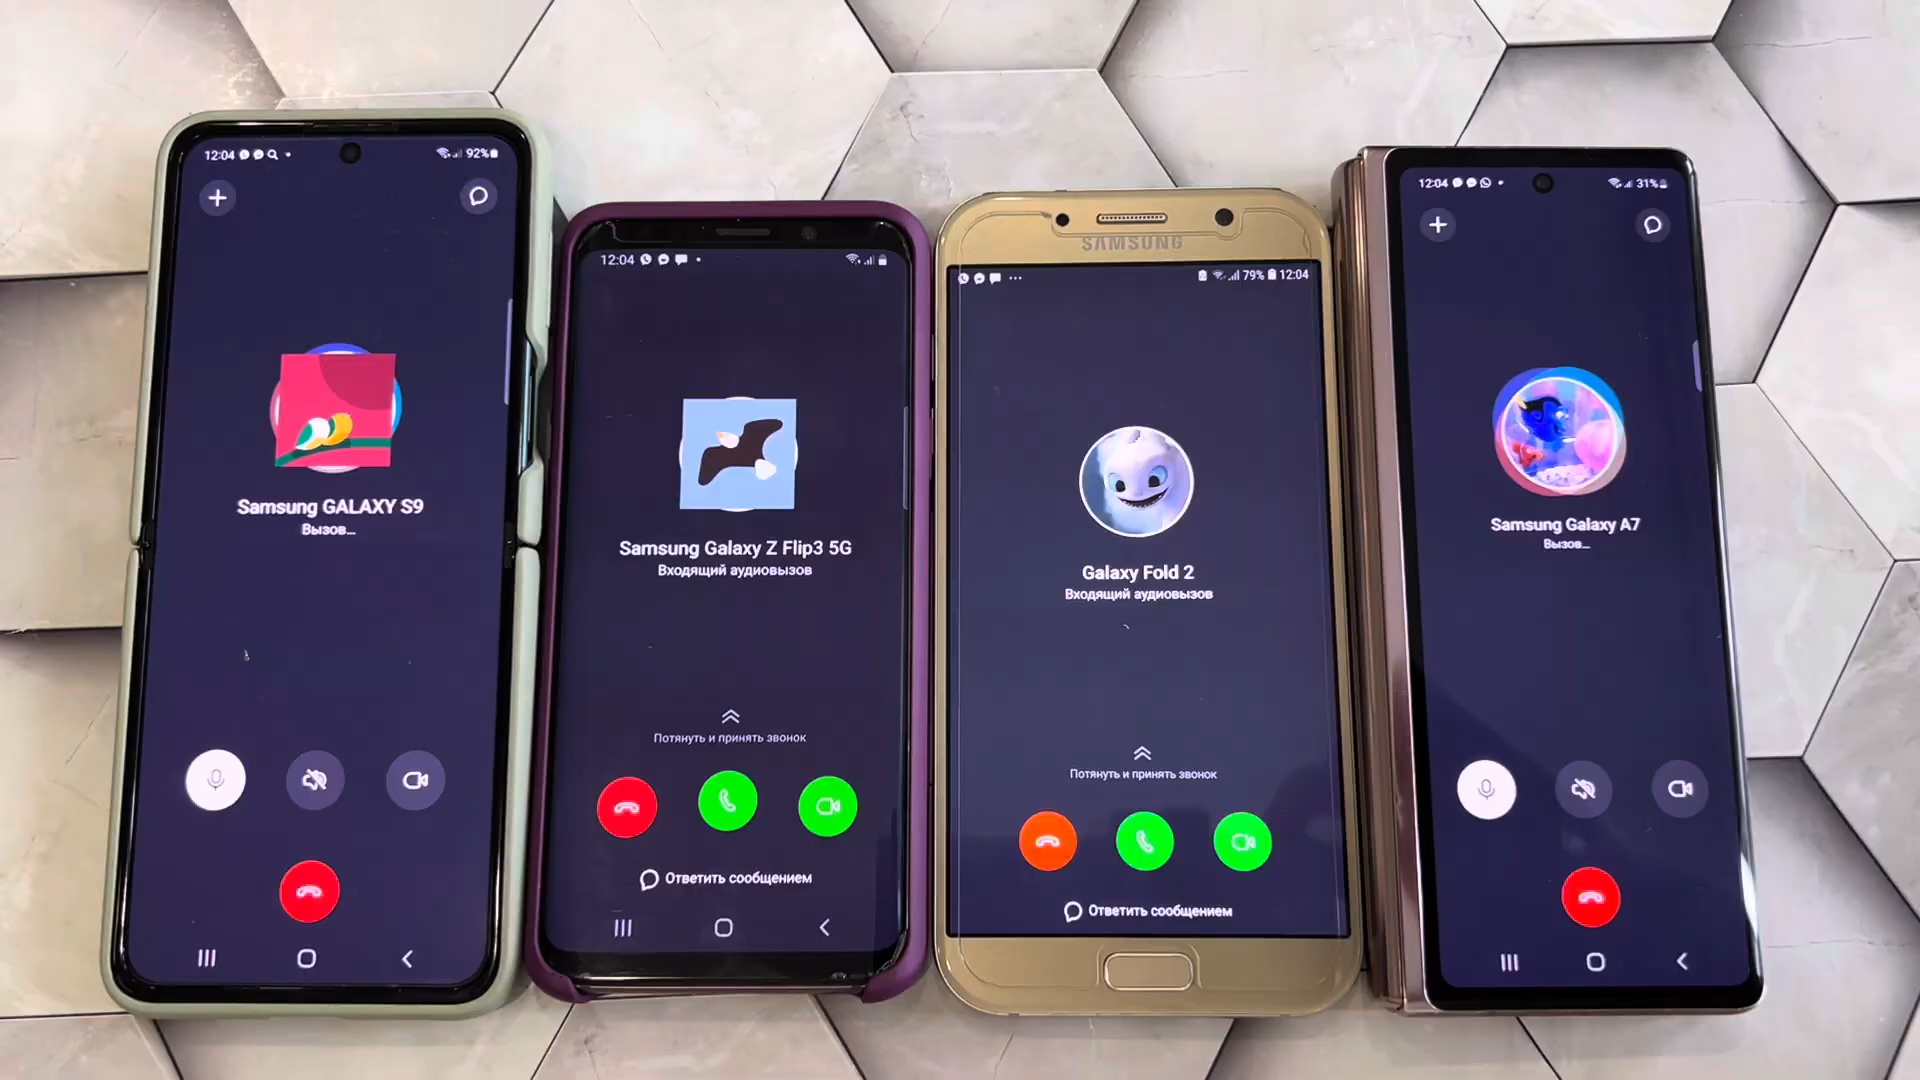 12:04
92%
Samsung GALAXY S9
Вызов...
12:04
Samsung Galaxy Z Flip3 5G
Входящий аудиовызов
Потянуть и принять звонок
Ответить сообщением
SAMSUNG
79% 12:04
Galaxy Fold 2
Входящий аудиовызов
Потянуть и принять звонок
Ответить сообщением
12:04
31%
Samsung Galaxy A7
Вызов...